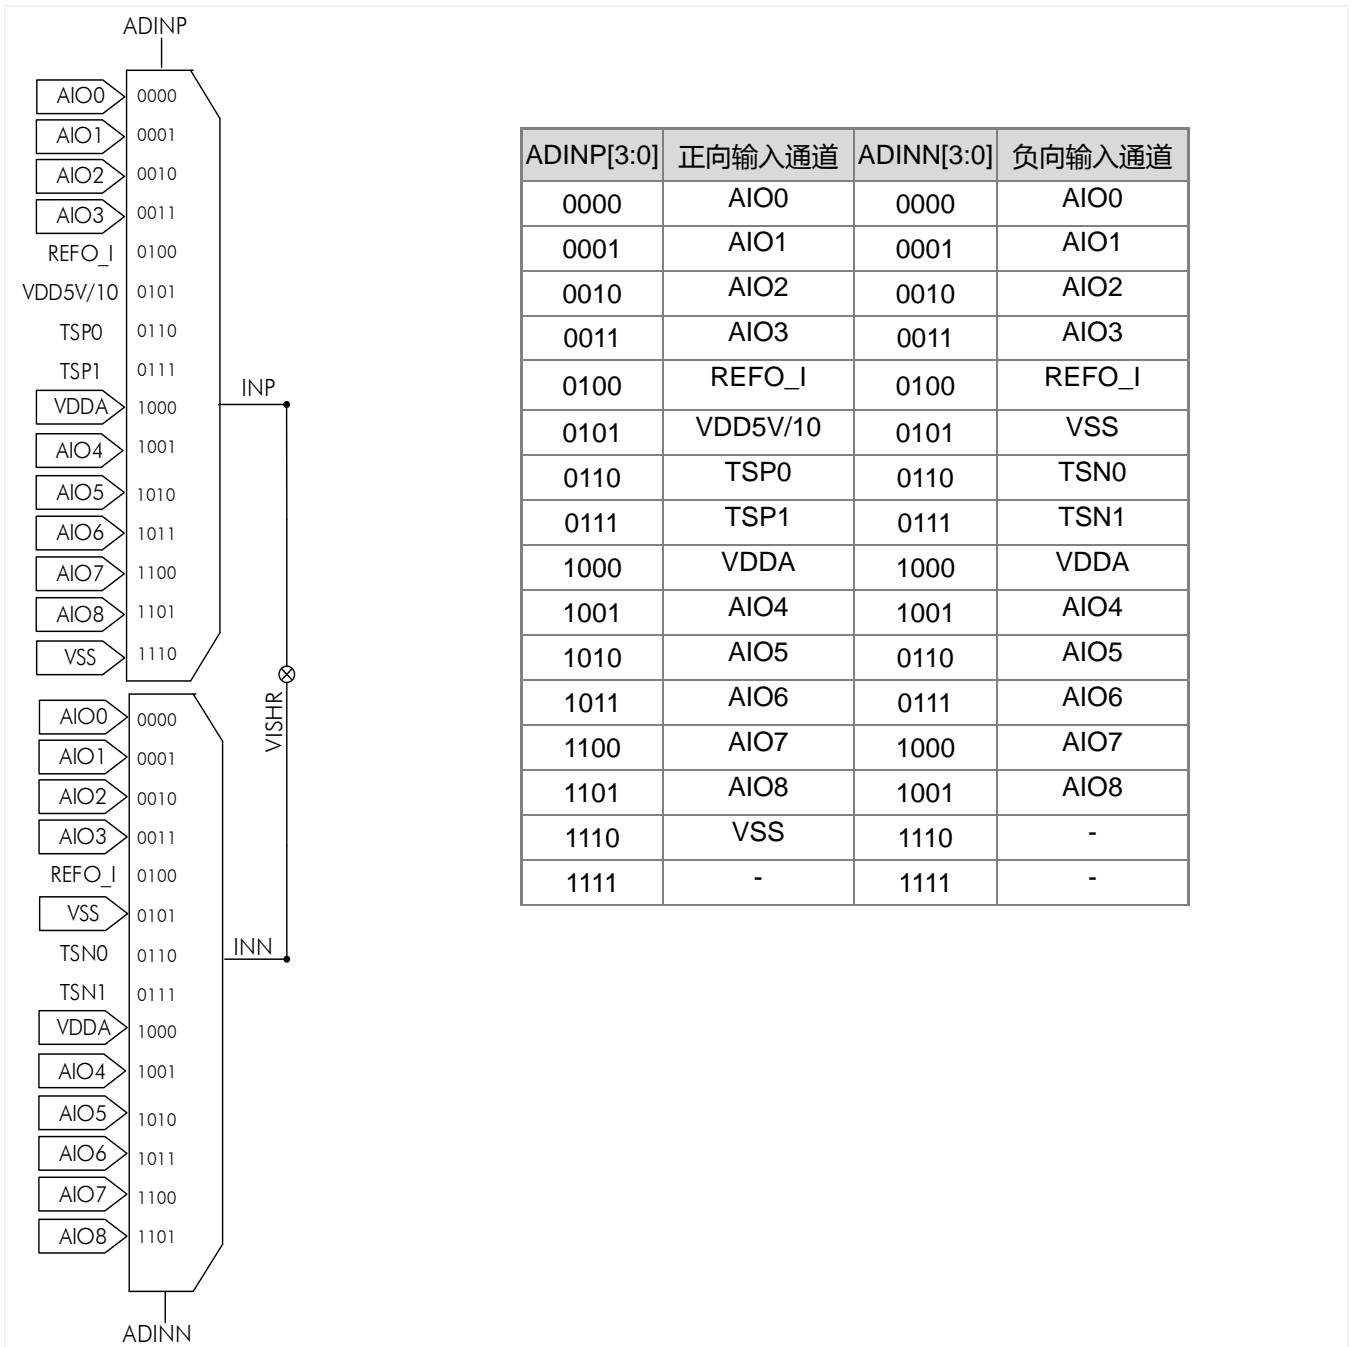 ADINP
AIO0 0000
AIO1 0001
AIO2 0010
AIO3 0011
REFO_I 0100
VDD5V/10 0101
TSP0 0110
TSP1 0111
VDDA 1000
AIO4 1001
AIO5 1010
AIO6 1011
AIO7 1100
AIO8 1101
VSS 1110
INP
VISHR
AIO0 0000
AIO1 0001
AIO2 0010
AIO3 0011
REFO_I 0100
VSS 0101
TSN0 0110
TSN1 0111
VDDA 1000
AIO4 1001
AIO5 1010
AIO6 1011
AIO7 1100
AIO8 1101
INN
ADINN
ADINP[3:0] 正向输入通道 ADINN[3:0] 负向输入通道
0000 AIO0 0000 AIO0
0001 AIO1 0001 AIO1
0010 AIO2 0010 AIO2
0011 AIO3 0011 AIO3
0100 REFO_I 0100 REFO_I
0101 VDD5V/10 0101 VSS
0110 TSP0 0110 TSN0
0111 TSP1 0111 TSN1
1000 VDDA 1000 VDDA
1001 AIO4 1001 AIO4
1010 AIO5 0110 AIO5
1011 AIO6 0111 AIO6
1100 AIO7 1000 AIO7
1101 AIO8 1001 AIO8
1110 VSS 1110 -
1111 - 1111 -